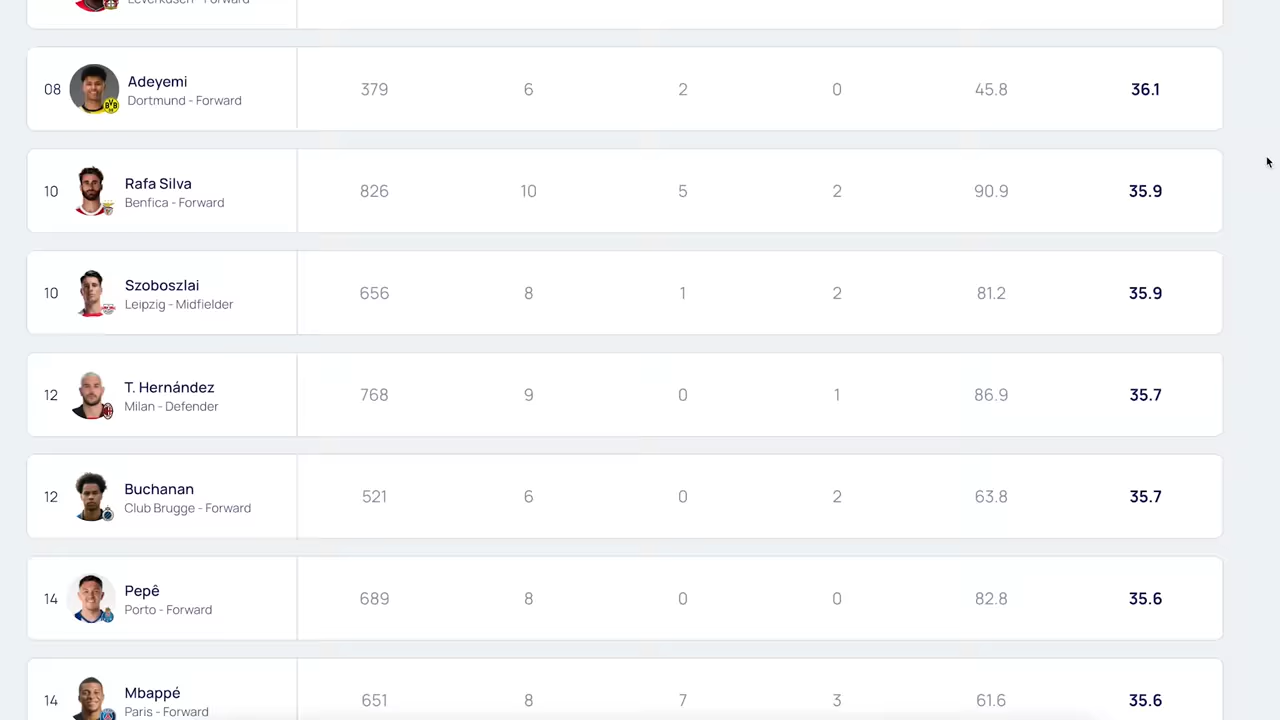 Leverkusen - Forward
08 Adeyemi 379 6 2 0 45.8 36.1
Dortmund - Forward
10 Rafa Silva 826 10 5 2 90.9 35.9
Benfica - Forward
10 Szoboszlai 656 8 1 2 81.2 35.9
Leipzig - Midfielder
12 T. Hernández 768 9 0 1 86.9 35.7
Milan - Defender
12 Buchanan 521 6 0 2 63.8 35.7
Club Brugge - Forward
14 Pepê 689 8 0 0 82.8 35.6
Porto - Forward
14 Mbappé 651 8 7 3 61.6 35.6
Paris - Forward